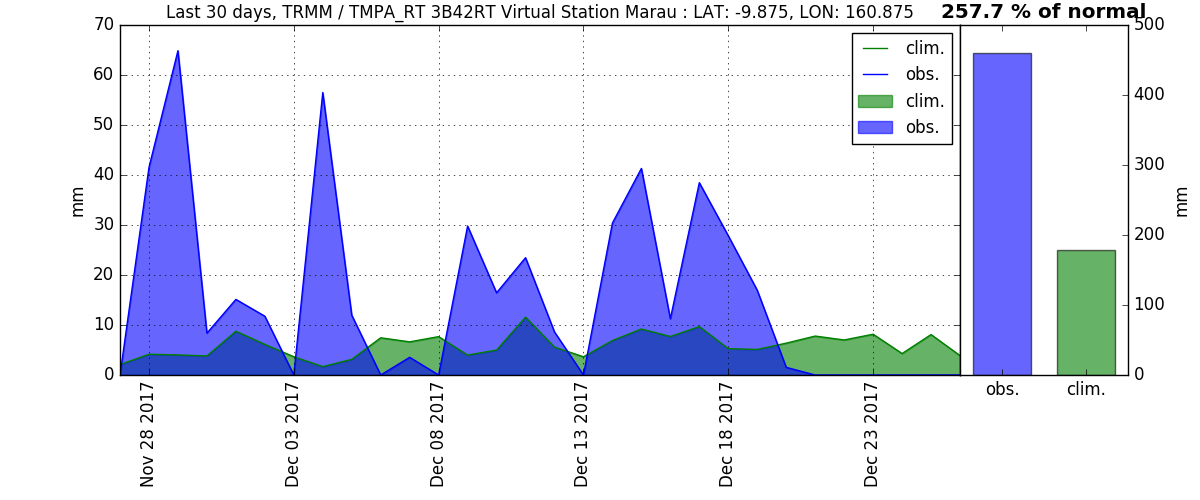 Last 30 days, TRMM / TMPA_RT 3B42RT Virtual Station Marau : LAT: -9.875, LON: 160.875
257.7 % of normal
70
60
50
40
30
20
10
0
mm
clim.
obs.
clim.
obs.
Nov 28 2017
Dec 03 2017
Dec 08 2017
Dec 13 2017
Dec 18 2017
Dec 23 2017
500
400
300
200
100
0
mm
obs.
clim.